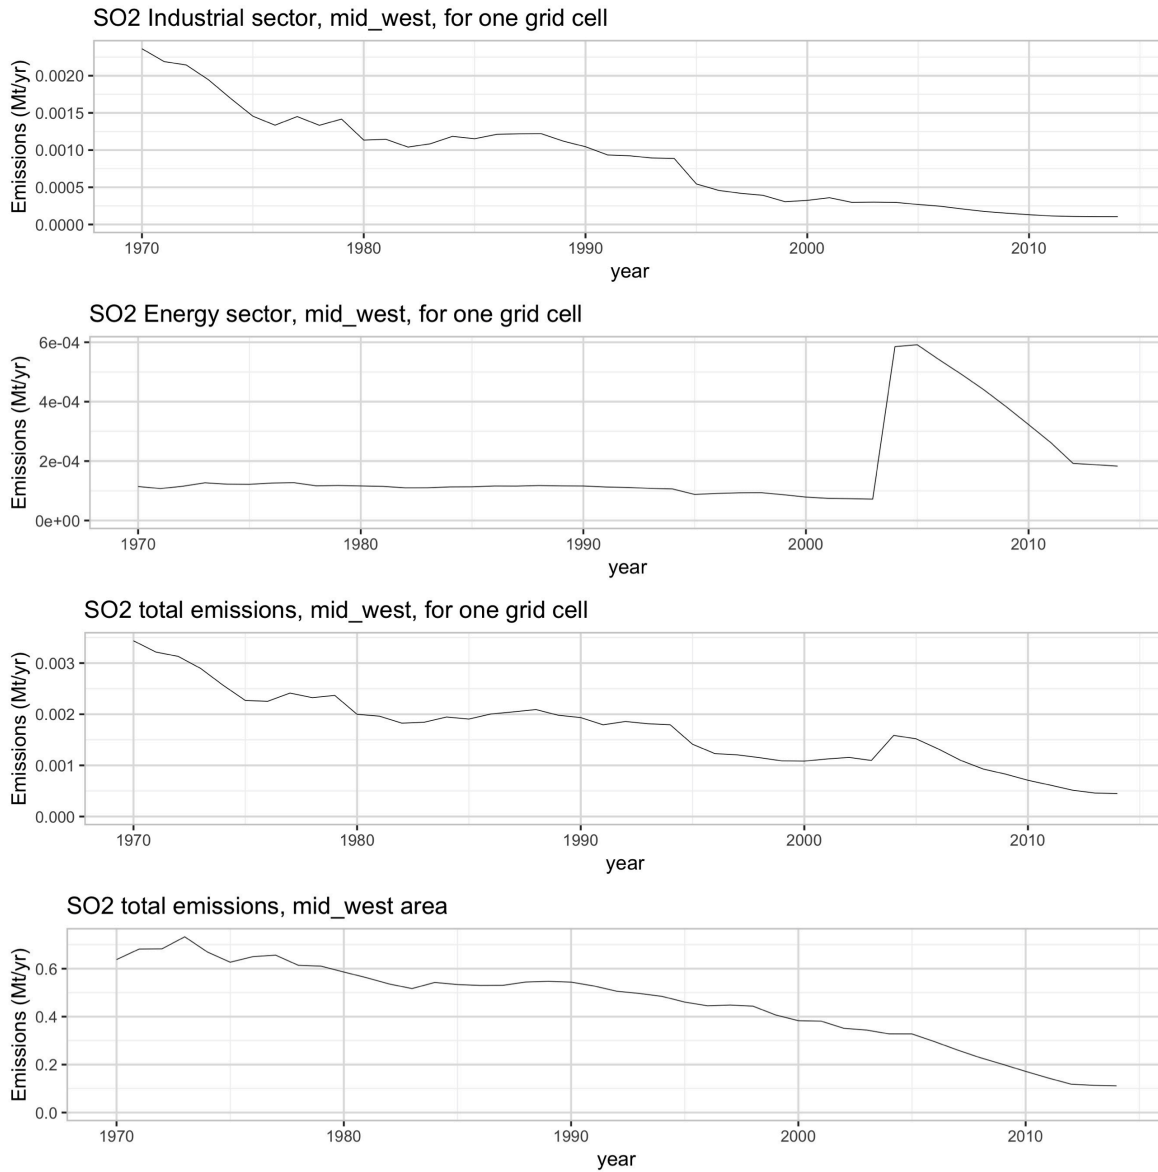 SO2 Industrial sector, mid_west, for one grid cell
Emissions (Mt/yr)
0.0020
0.0015
0.0010
0.0005
0.0000
1970 1980 1990 2000 2010
year
SO2 Energy sector, mid_west, for one grid cell
Emissions (Mt/yr)
6e-04
4e-04
2e-04
0e+00
1970 1980 1990 2000 2010
year
SO2 total emissions, mid_west, for one grid cell
Emissions (Mt/yr)
0.003
0.002
0.001
0.000
1970 1980 1990 2000 2010
year
SO2 total emissions, mid_west area
Emissions (Mt/yr)
0.6
0.4
0.2
0.0
1970 1980 1990 2000 2010
year